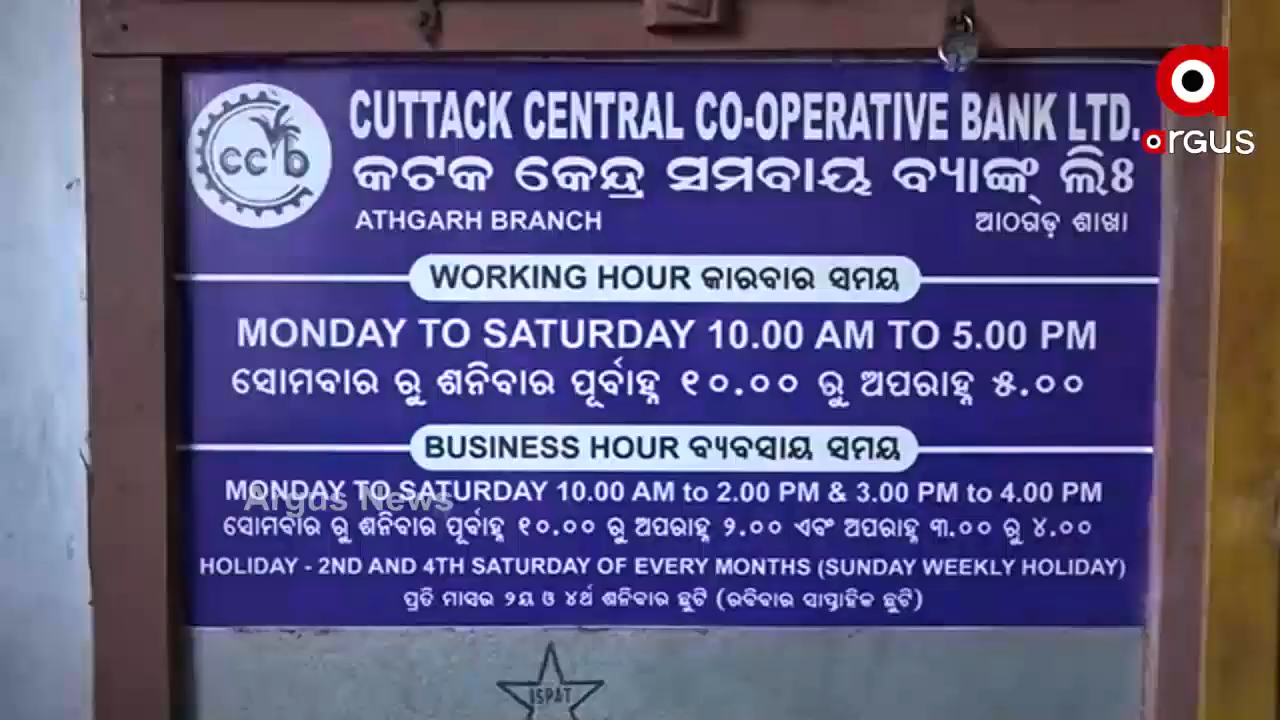 CUTTACK CENTRAL CO-OPERATIVE BANK LTD.
କଟକ କେନ୍ଦ୍ର ସମବାୟ ବ୍ୟାଙ୍କ୍ ଲିଃ
ccb
ATHGARH BRANCH ଆଠଗଡ଼ ଶାଖା
WORKING HOUR କାରବାର ସମୟ
MONDAY TO SATURDAY 10.00 AM TO 5.00 PM
ସୋମବାର ରୁ ଶନିବାର ପୂର୍ବାହ୍ନ ୧୦.୦୦ ରୁ ଅପରାହ୍ନ ୫.୦୦
BUSINESS HOUR ବ୍ୟବସାୟ ସମୟ
MONDAY TO SATURDAY 10.00 AM to 2.00 PM & 3.00 PM to 4.00 PM
ସୋମବାର ରୁ ଶନିବାର ପୂର୍ବାହ୍ନ ୧୦.୦୦ ରୁ ଅପରାହ୍ନ ୨.୦୦ ଏବଂ ଅପରାହ୍ନ ୩.୦୦ ରୁ ୪.୦୦
HOLIDAY - 2ND AND 4TH SATURDAY OF EVERY MONTHS (SUNDAY WEEKLY HOLIDAY)
ପ୍ରତି ମାସର ୨ୟ ଓ ୪ର୍ଥ ଶନିବାର ଛୁଟି (ରବିବାର ସାପ୍ତାହିକ ଛୁଟି)
ISPAT
argus
Argus News